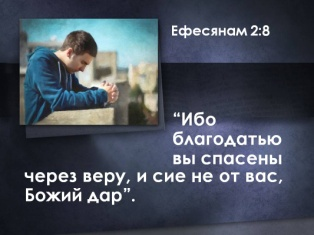 Ефесянам 2:8
“Ибо
благодатью
вы спасены
через веру, и сие не от вас,
Божий дар”.